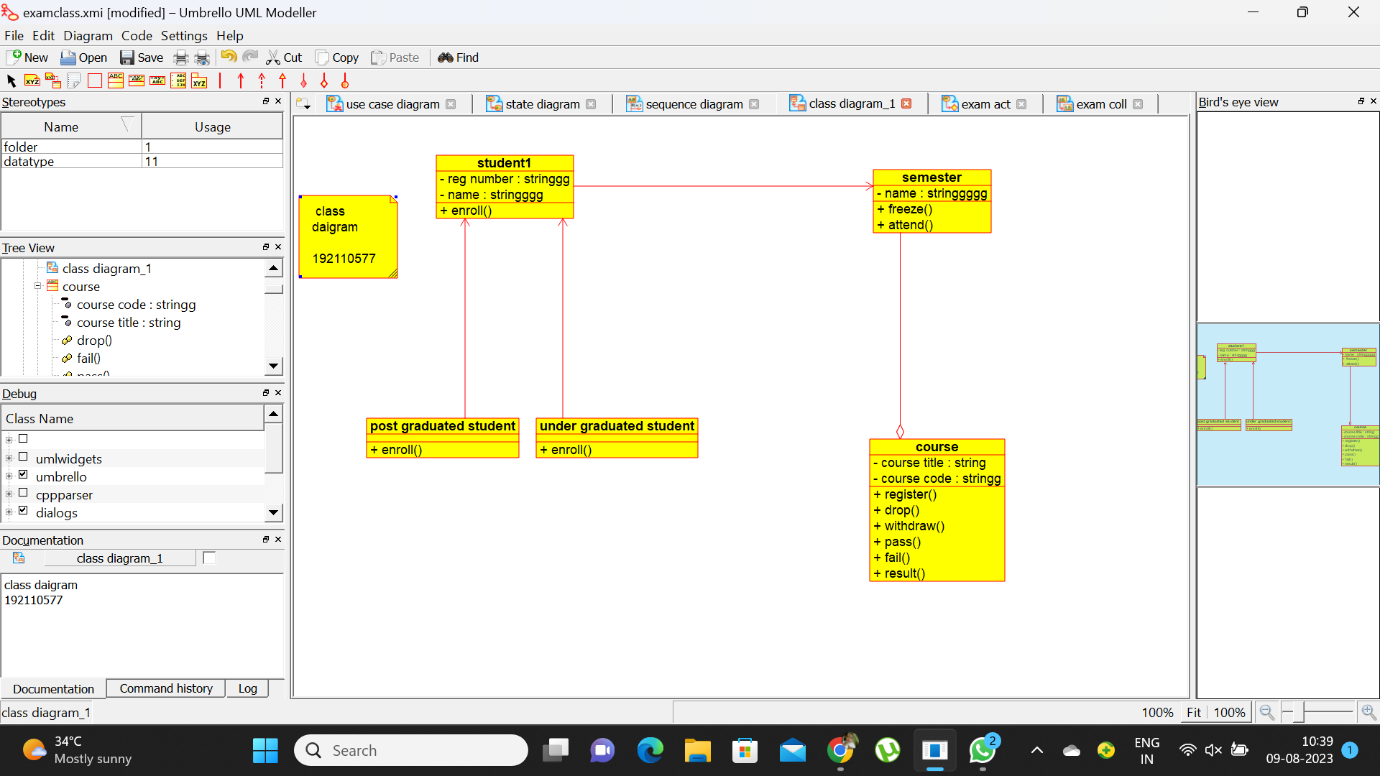 examclass.xmi [modified] – Umbrello UML Modeller
File Edit Diagram Code Settings Help
New Open Save Cut Copy Paste Find
Stereotypes
Name Usage
folder 1
datatype 11
Tree View
class diagram_1
course
course code : stringg
course title : string
drop()
fail()
pass()
Debug
Class Name
umlwidgets
umbrello
cppparser
dialogs
Documentation
class diagram_1
class daigram
192110577
Documentation Command history Log
class diagram_1
use case diagram state diagram sequence diagram class diagram_1 exam act exam coll
class
daigram
192110577
student1
- reg number : stringgg
- name : stringggg
+ enroll()
semester
- name : stringgggg
+ freeze()
+ attend()
post graduated student
+ enroll()
under graduated student
+ enroll()
course
- course title : string
- course code : stringg
+ register()
+ drop()
+ withdraw()
+ pass()
+ fail()
+ result()
Bird's eye view
100% Fit 100%
34°C
Mostly sunny
Search
2
ENG
IN
10:39
09-08-2023
1